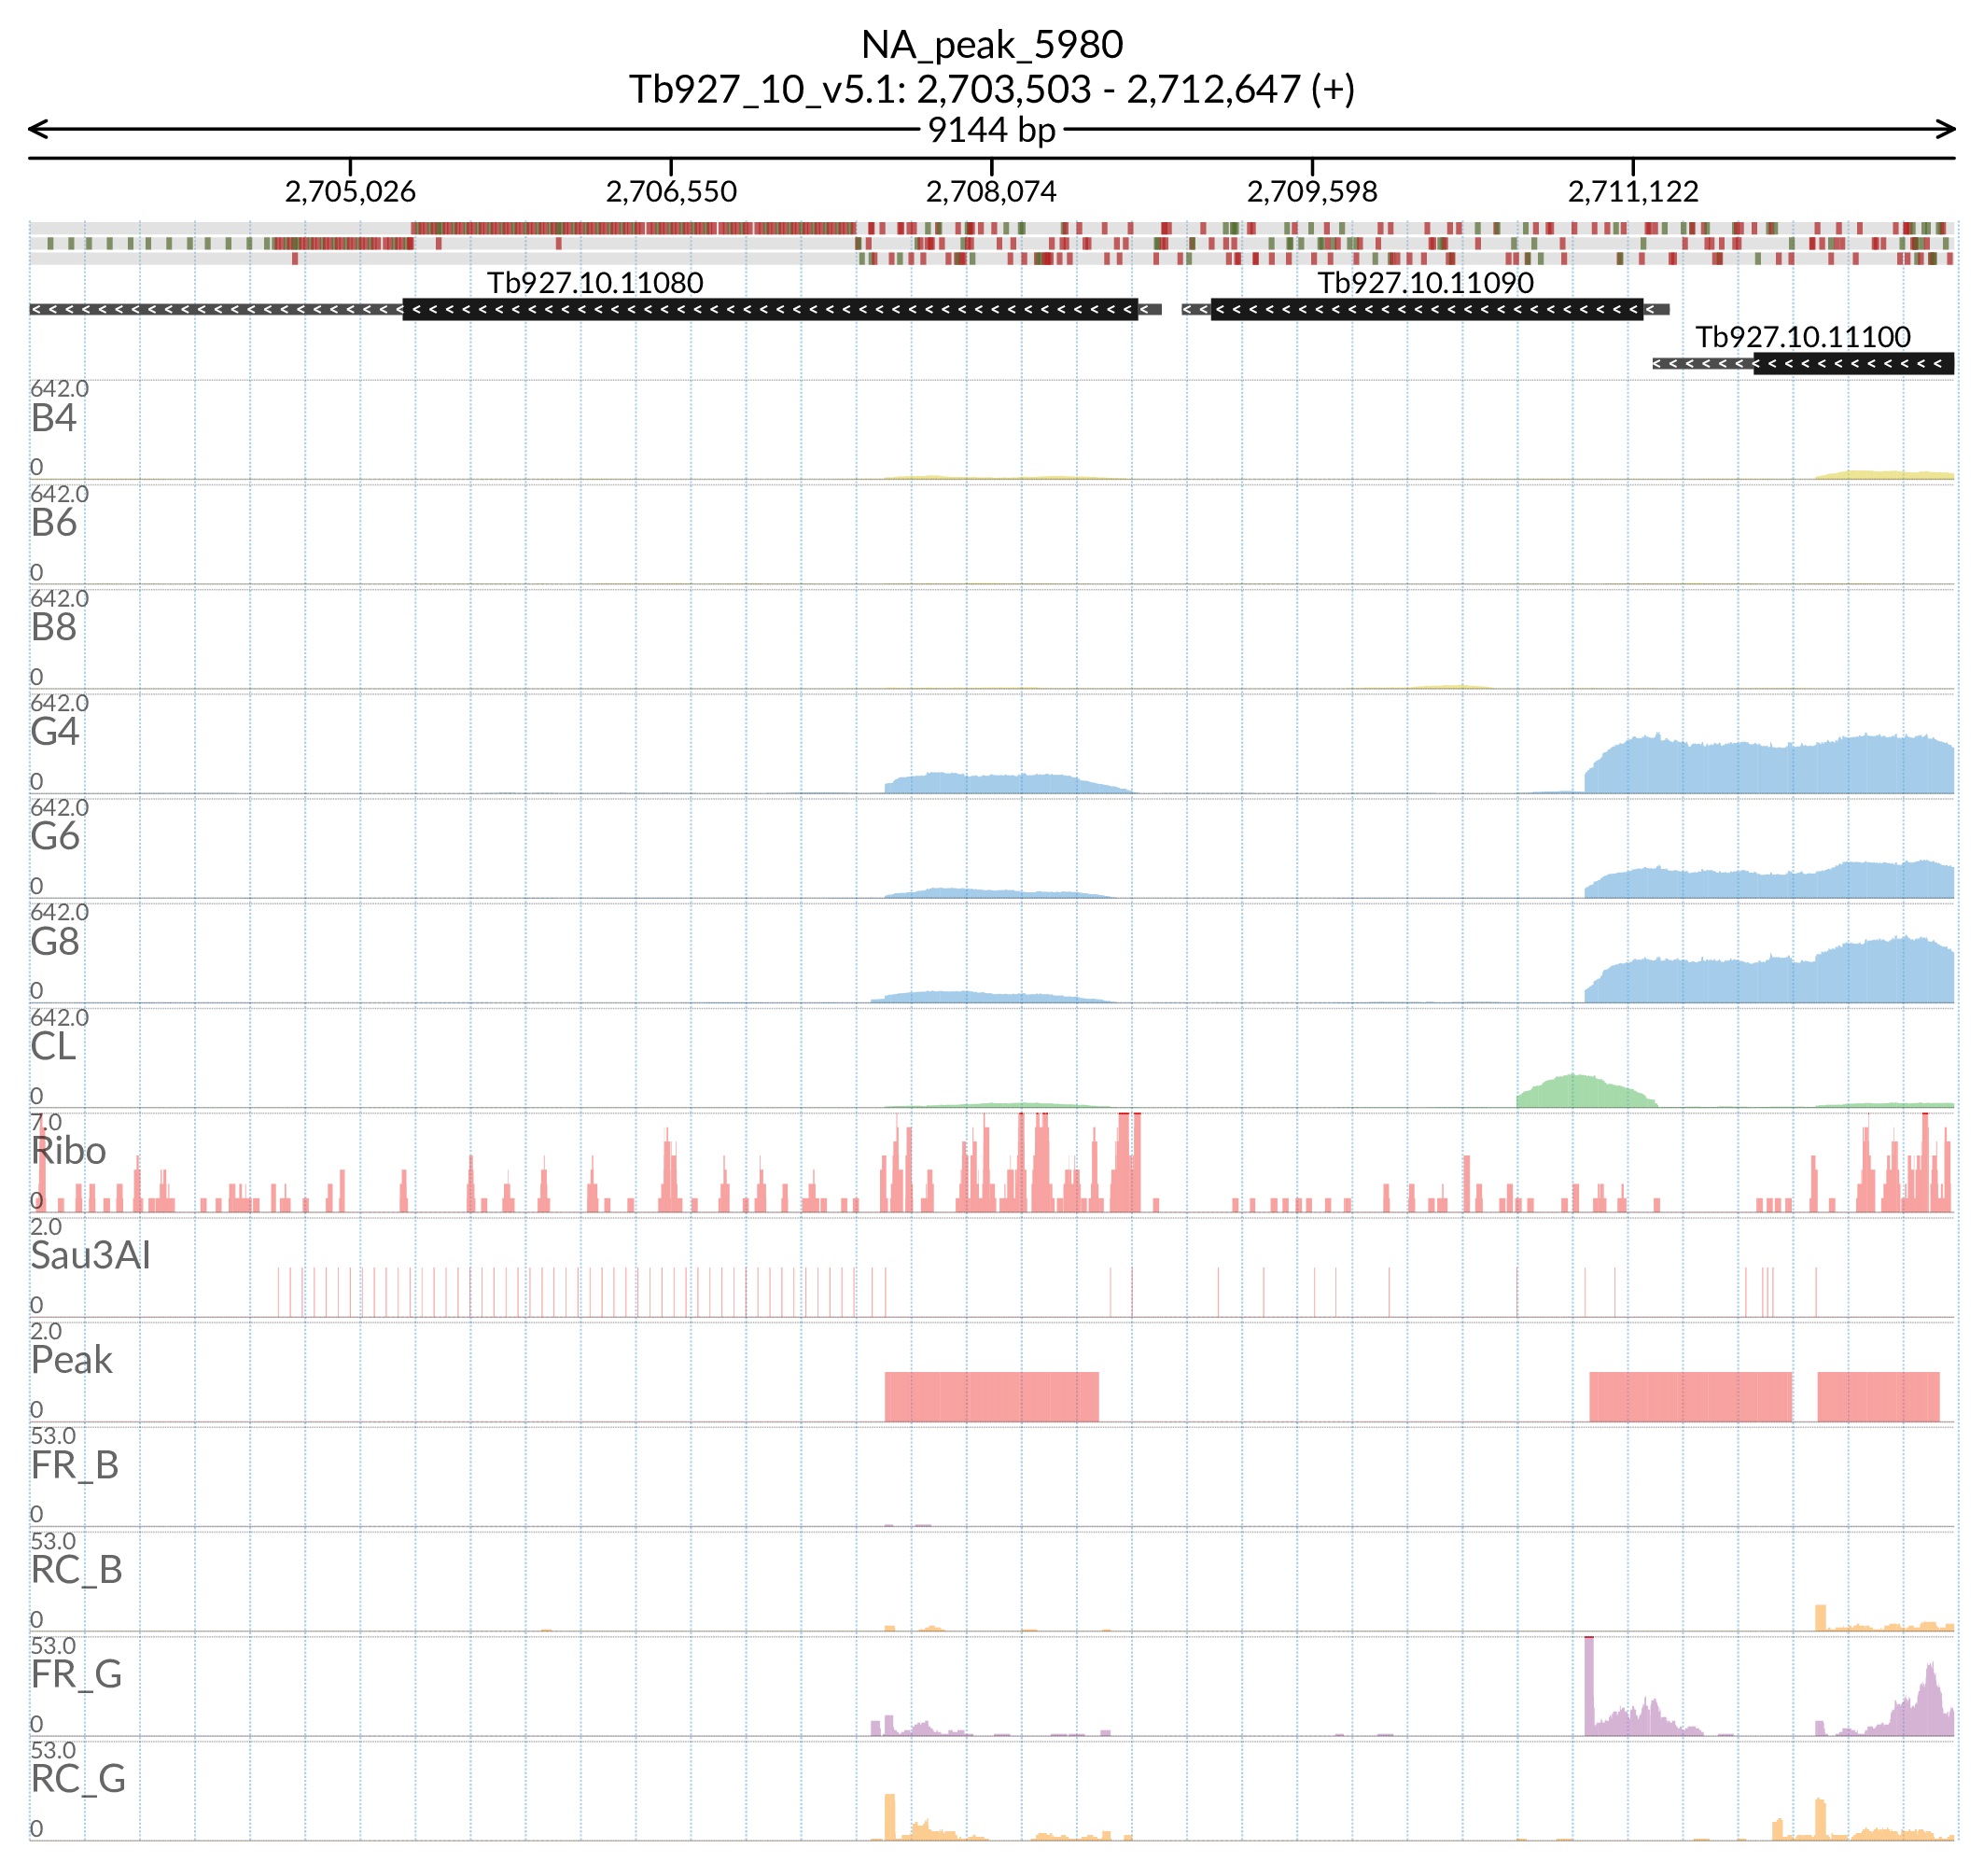 NA_peak_5980
Tb927_10_v5.1: 2,703,503 - 2,712,647 (+)
9144 bp
2,705,026 2,706,550 2,708,074 2,709,598 2,711,122
Tb927.10.11080 Tb927.10.11090
Tb927.10.11100
642.0
B4
0
642.0
B6
0
642.0
B8
0
642.0
G4
0
642.0
G6
0
642.0
G8
0
642.0
CL
0
7.0
Ribo
0
2.0
Sau3AI
0
2.0
Peak
0
53.0
FR_B
0
53.0
RC_B
0
53.0
FR_G
0
53.0
RC_G
0